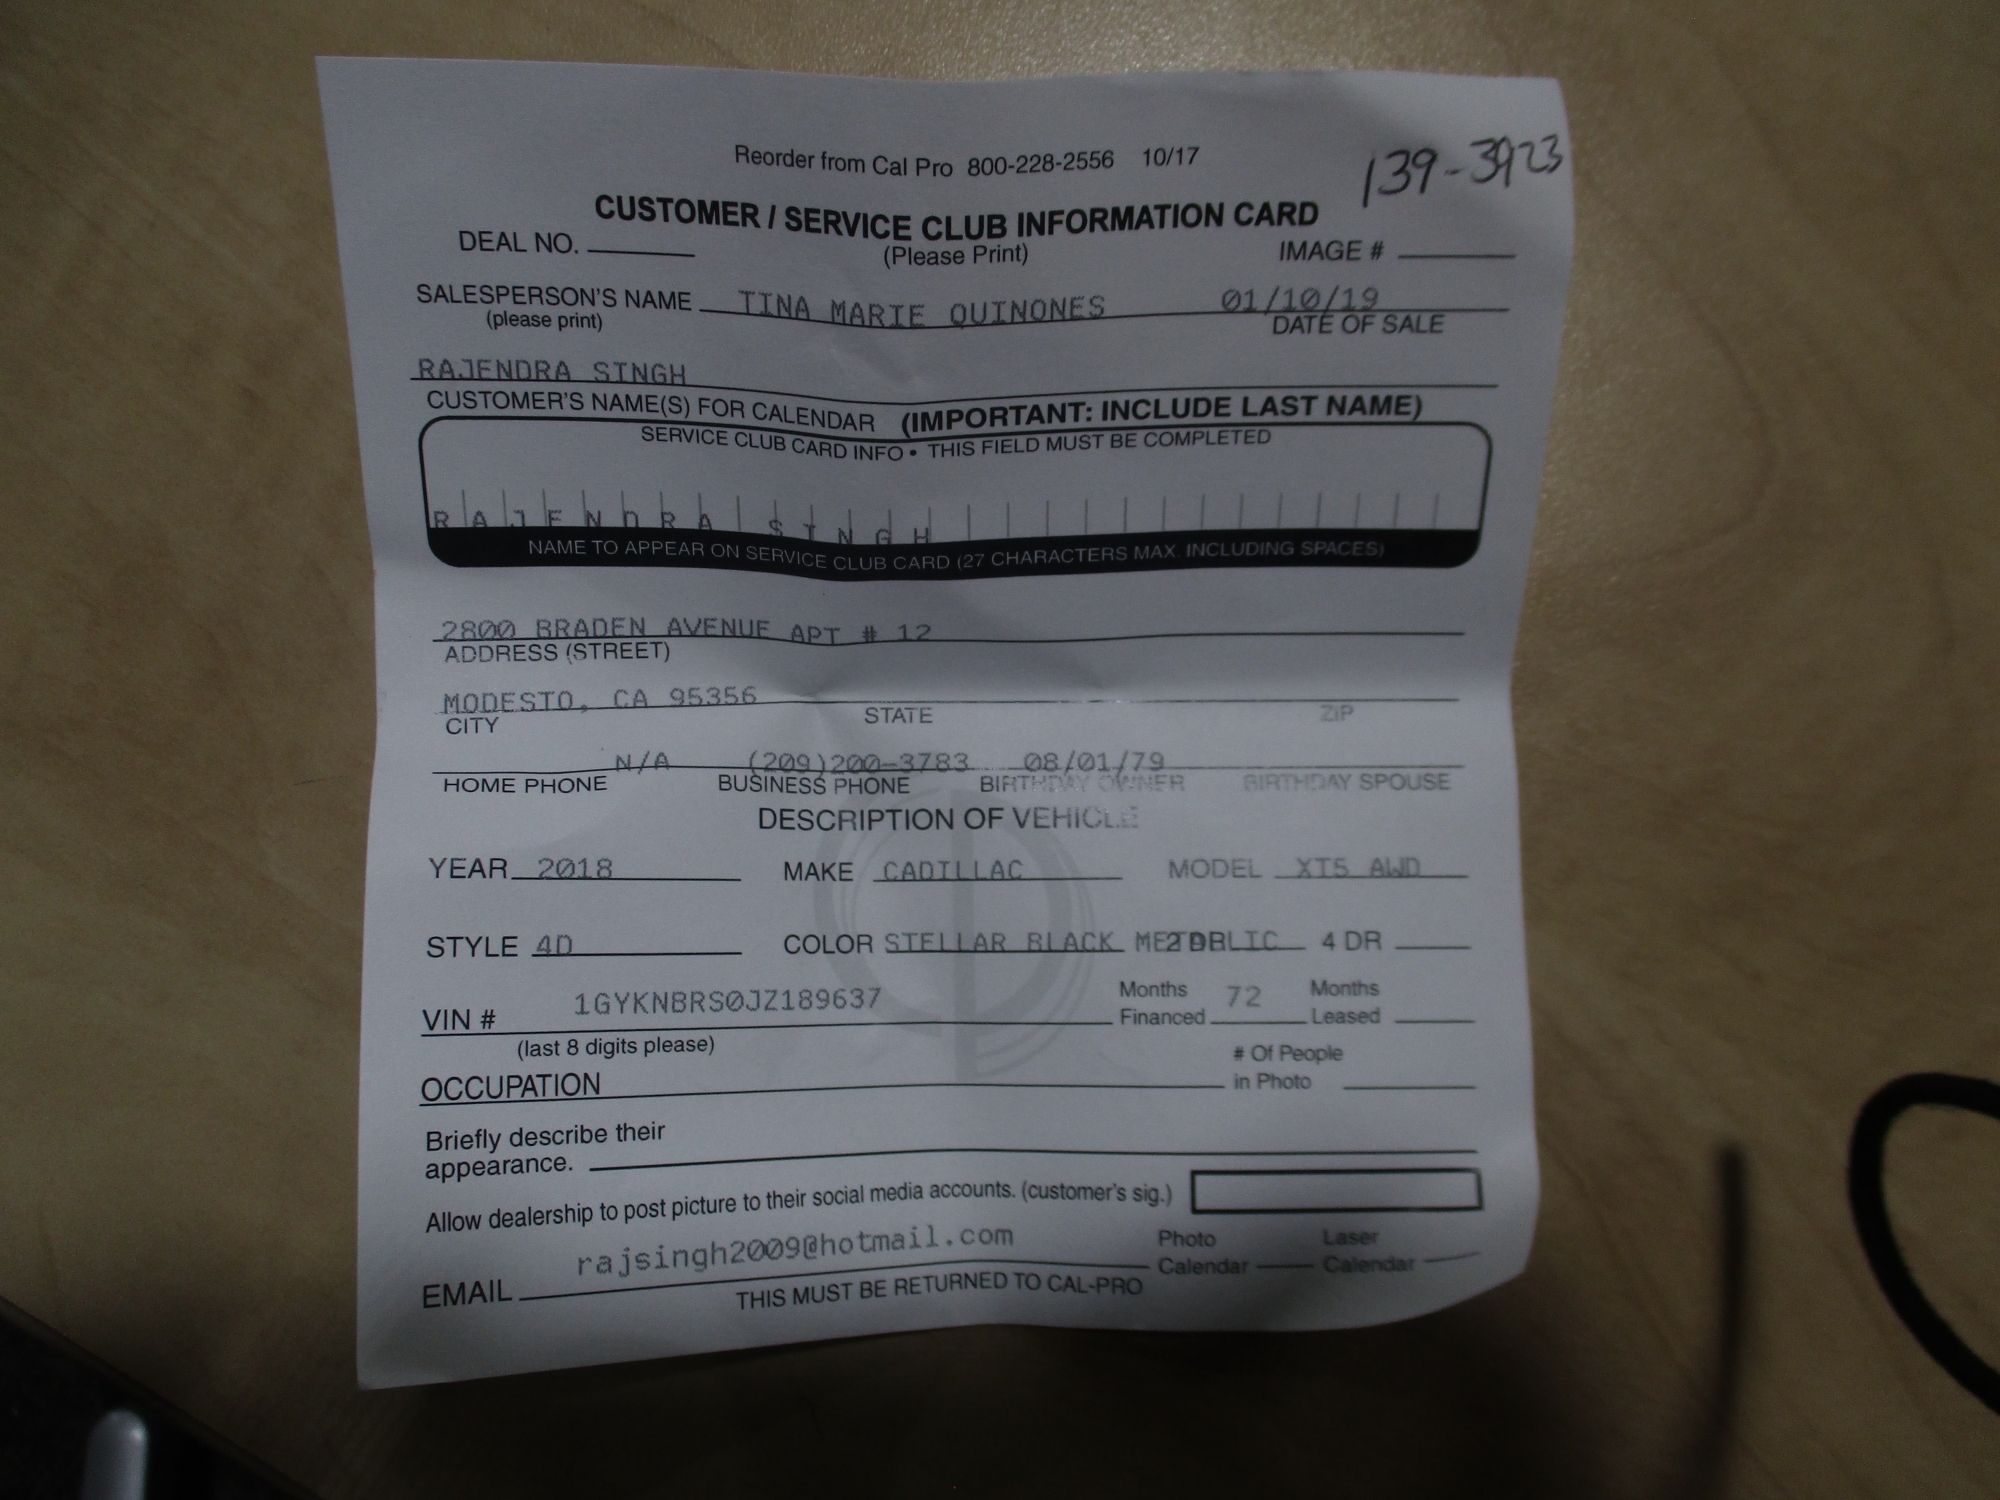 Reorder from Cal Pro 800-228-2556 10/17
139-3923
CUSTOMER / SERVICE CLUB INFORMATION CARD
DEAL NO. (Please Print) IMAGE #
SALESPERSON'S NAME TINA MARIE QUINONES 01/10/19
(please print) DATE OF SALE
RAJENDRA SINGH
CUSTOMER'S NAME(S) FOR CALENDAR (IMPORTANT: INCLUDE LAST NAME)
SERVICE CLUB CARD INFO • THIS FIELD MUST BE COMPLETED
RAJENDRA SINGH
NAME TO APPEAR ON SERVICE CLUB CARD (27 CHARACTERS MAX. INCLUDING SPACES)
2800 BRADEN AVENUE APT # 12
ADDRESS (STREET)
MODESTO, CA 95356
CITY STATE ZIP
N/A (209)200-3783 08/01/79
HOME PHONE BUSINESS PHONE BIRTHDAY OWNER BIRTHDAY SPOUSE
DESCRIPTION OF VEHICLE
YEAR 2018 MAKE CADILLAC MODEL XT5 AWD
STYLE 4D COLOR STELLAR BLACK 4 DR
VIN # 1GYKNBRS0JZ189637 Months Financed 72 Months Leased
(last 8 digits please)
OCCUPATION # Of People in Photo
Briefly describe their
appearance.
Allow dealership to post picture to their social media accounts. (customer's sig.)
EMAIL rajsingh2009@hotmail.com Photo Calendar Laser Calendar
THIS MUST BE RETURNED TO CAL-PRO